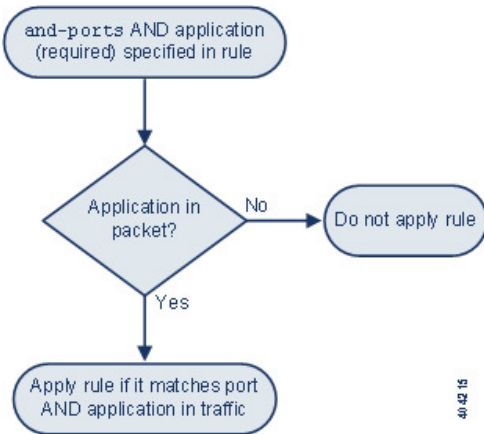 and-ports AND application
(required) specified in rule
Application in
packet?
No
Do not apply rule
Yes
Apply rule if it matches port
AND application in traffic
404215